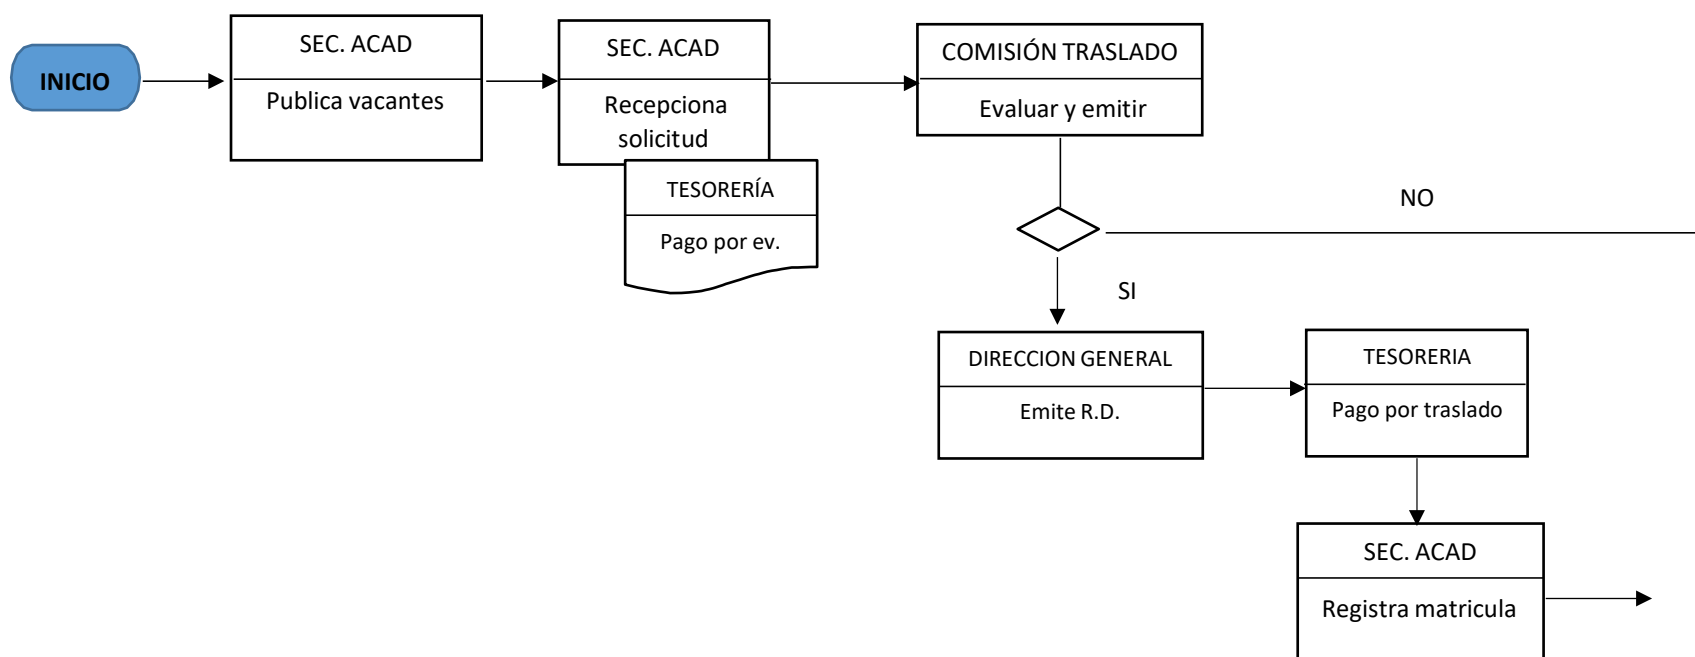 INICIO
SEC. ACAD
Publica vacantes
SEC. ACAD
Recepciona
solicitud
TESORERÍA
Pago por ev.
COMISIÓN TRASLADO
Evaluar y emitir
NO
SI
DIRECCION GENERAL
Emite R.D.
TESORERIA
Pago por traslado
SEC. ACAD
Registra matricula